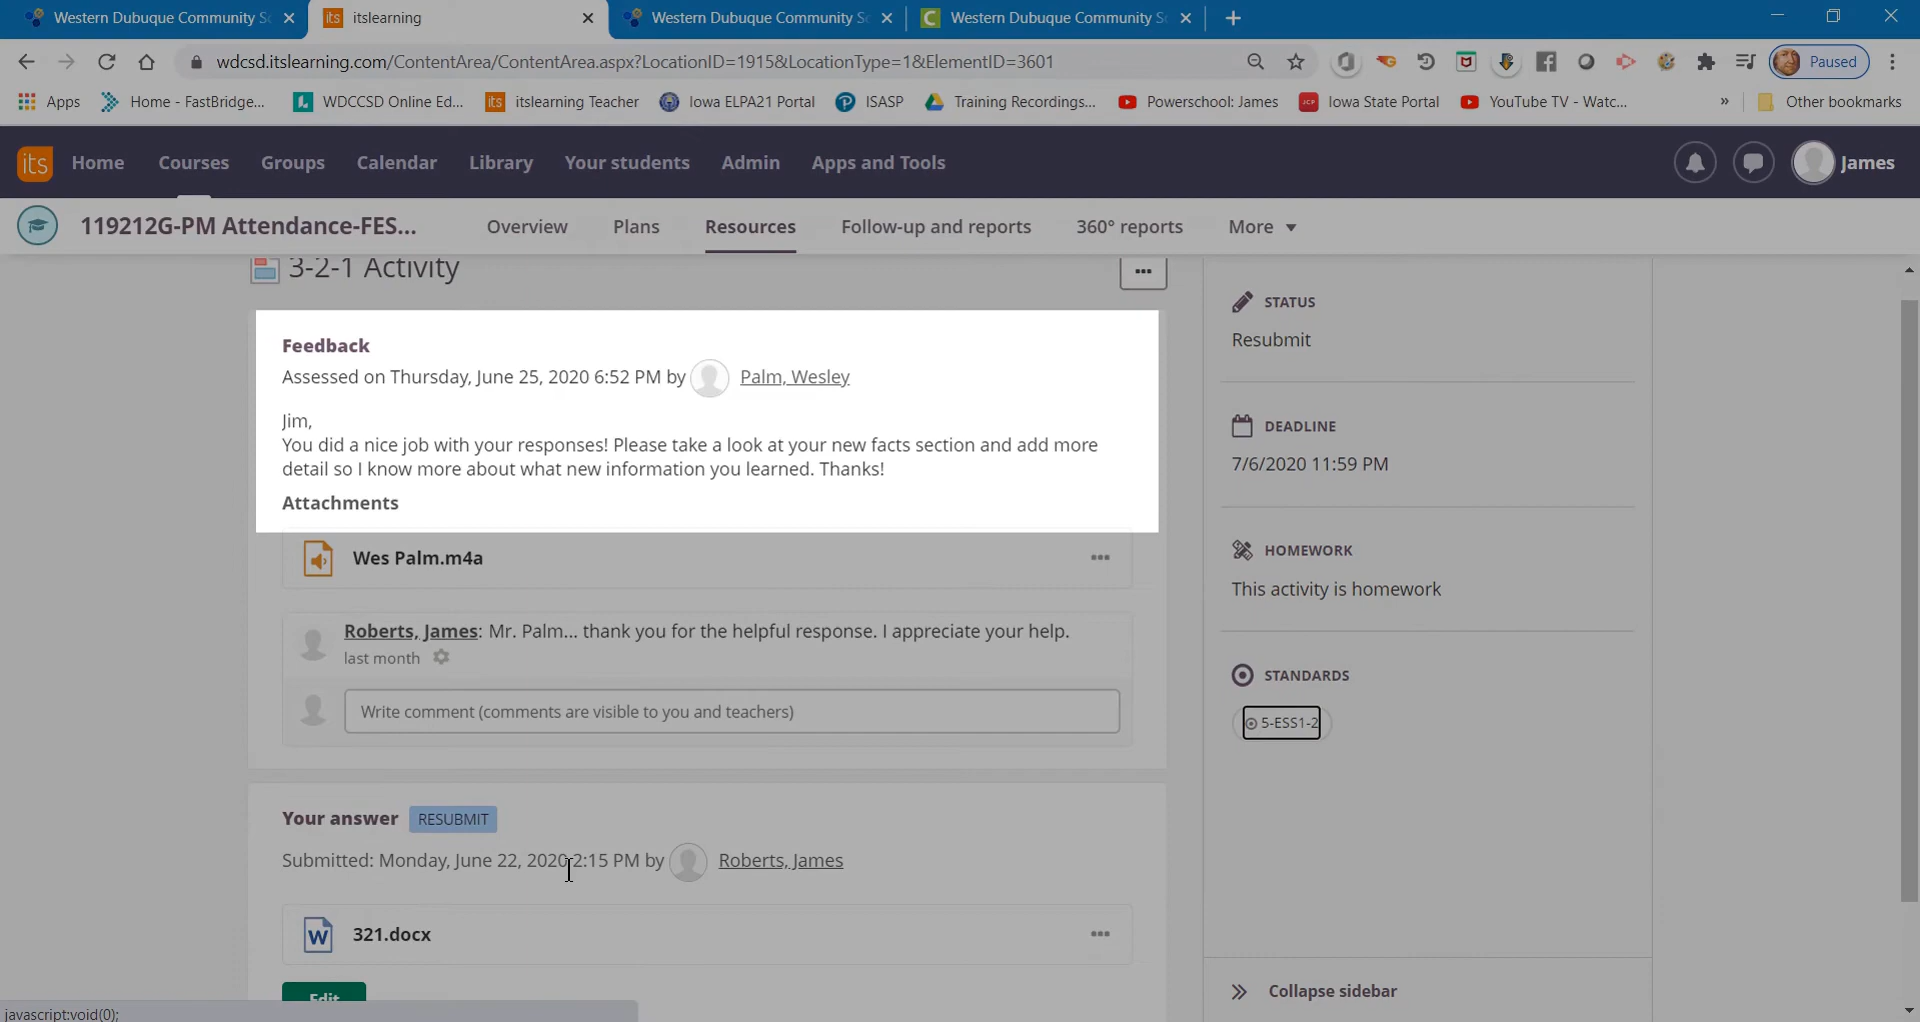 Western Dubuque Community Sc
itslearning
Western Dubuque Community Sc
Western Dubuque Community Sc
wdcsd.itslearning.com/ContentArea/ContentArea.aspx?LocationID=1915&LocationType=1&ElementID=3601
Paused
Apps
Home - FastBridge...
WDCCSD Online Ed...
itslearning Teacher
Iowa ELPA21 Portal
ISASP
Training Recordings...
Powerschool: James
Iowa State Portal
YouTube TV - Watc...
»
Other bookmarks
its
Home
Courses
Groups
Calendar
Library
Your students
Admin
Apps and Tools
James
119212G-PM Attendance-FES...
Overview
Plans
Resources
Follow-up and reports
360° reports
More
3-2-1 Activity
Feedback
Assessed on Thursday, June 25, 2020 6:52 PM by Palm, Wesley
Jim,
You did a nice job with your responses! Please take a look at your new facts section and add more
detail so I know more about what new information you learned. Thanks!
Attachments
Wes Palm.m4a
Roberts, James: Mr. Palm... thank you for the helpful response. I appreciate your help.
last month
Write comment (comments are visible to you and teachers)
Your answer RESUBMIT
Submitted: Monday, June 22, 2020 2:15 PM by Roberts, James
321.docx
Edit
STATUS
Resubmit
DEADLINE
7/6/2020 11:59 PM
HOMEWORK
This activity is homework
STANDARDS
5-ESS1-2
Collapse sidebar
javascript:void(0);